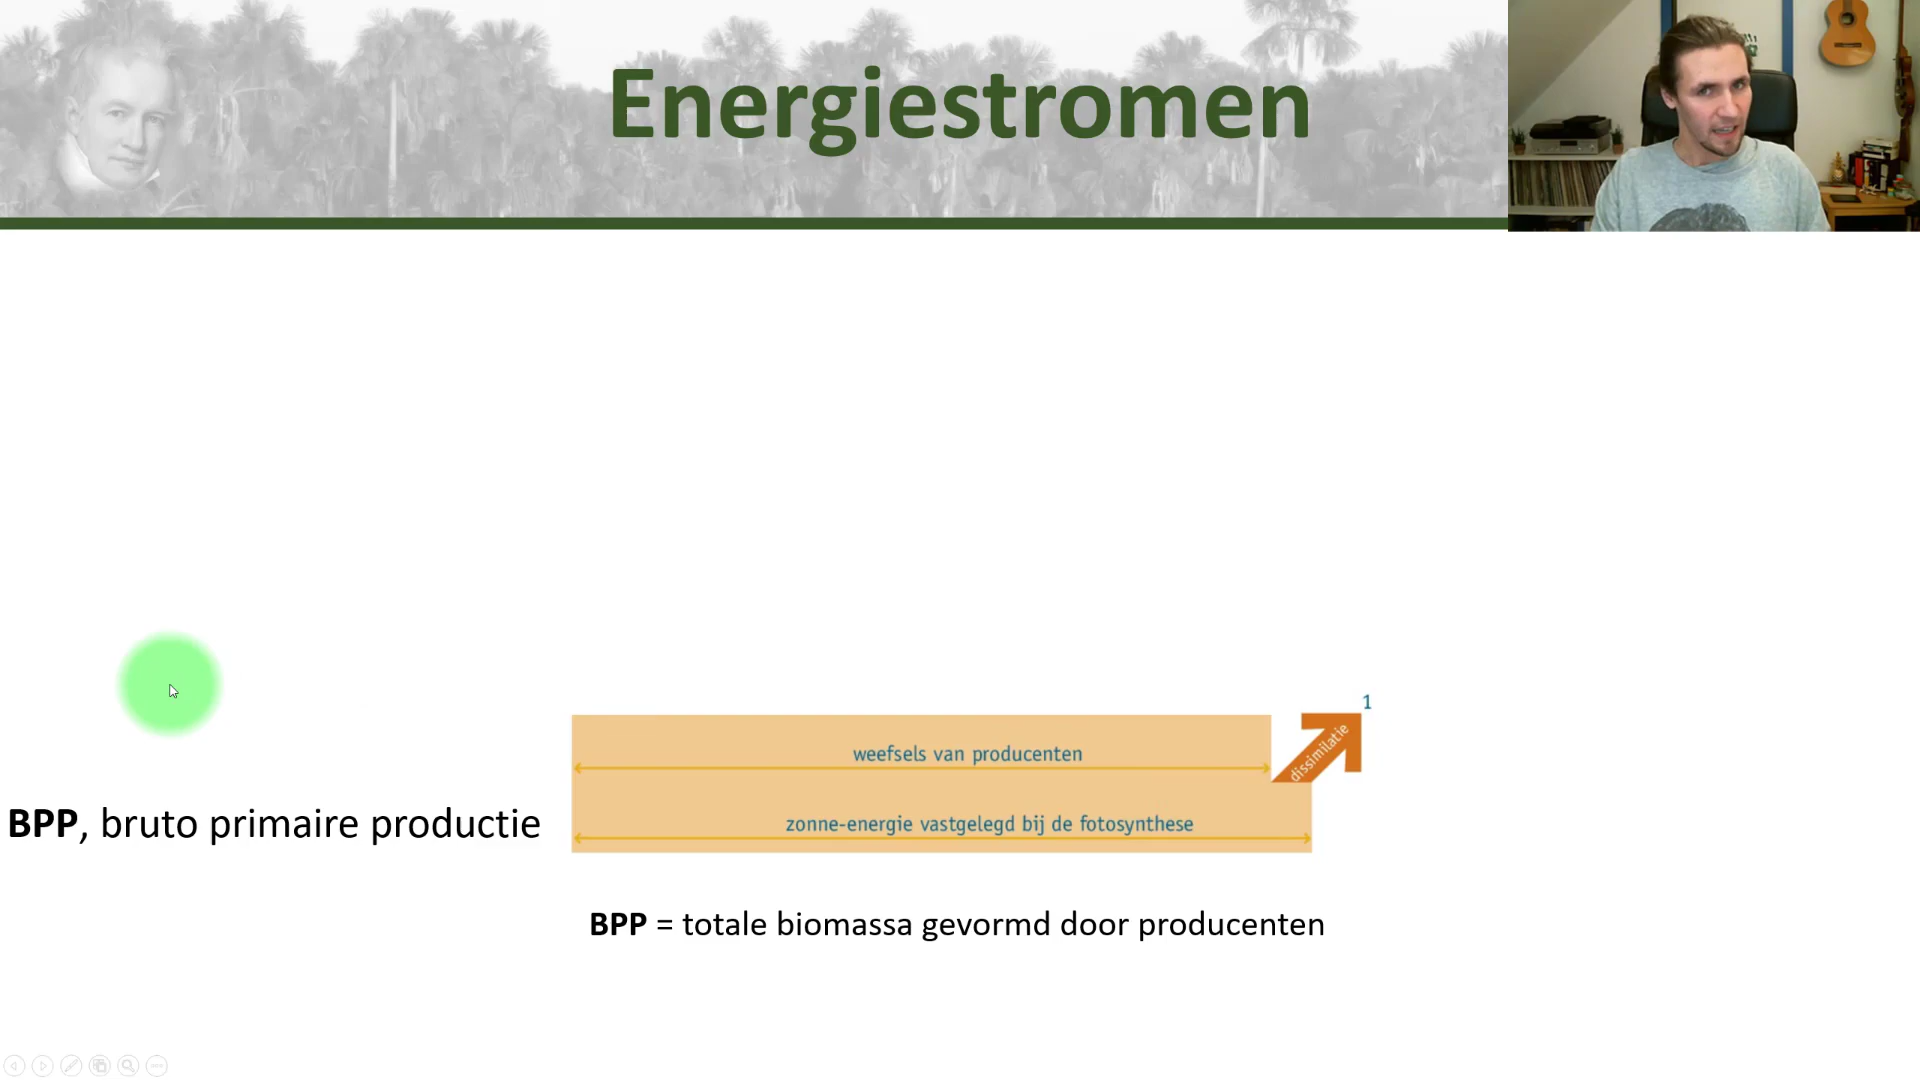 Energiestromen
1
dissimilatie
weefsels van producenten
zonne-energie vastgelegd bij de fotosynthese
BPP, bruto primaire productie
BPP = totale biomassa gevormd door producenten